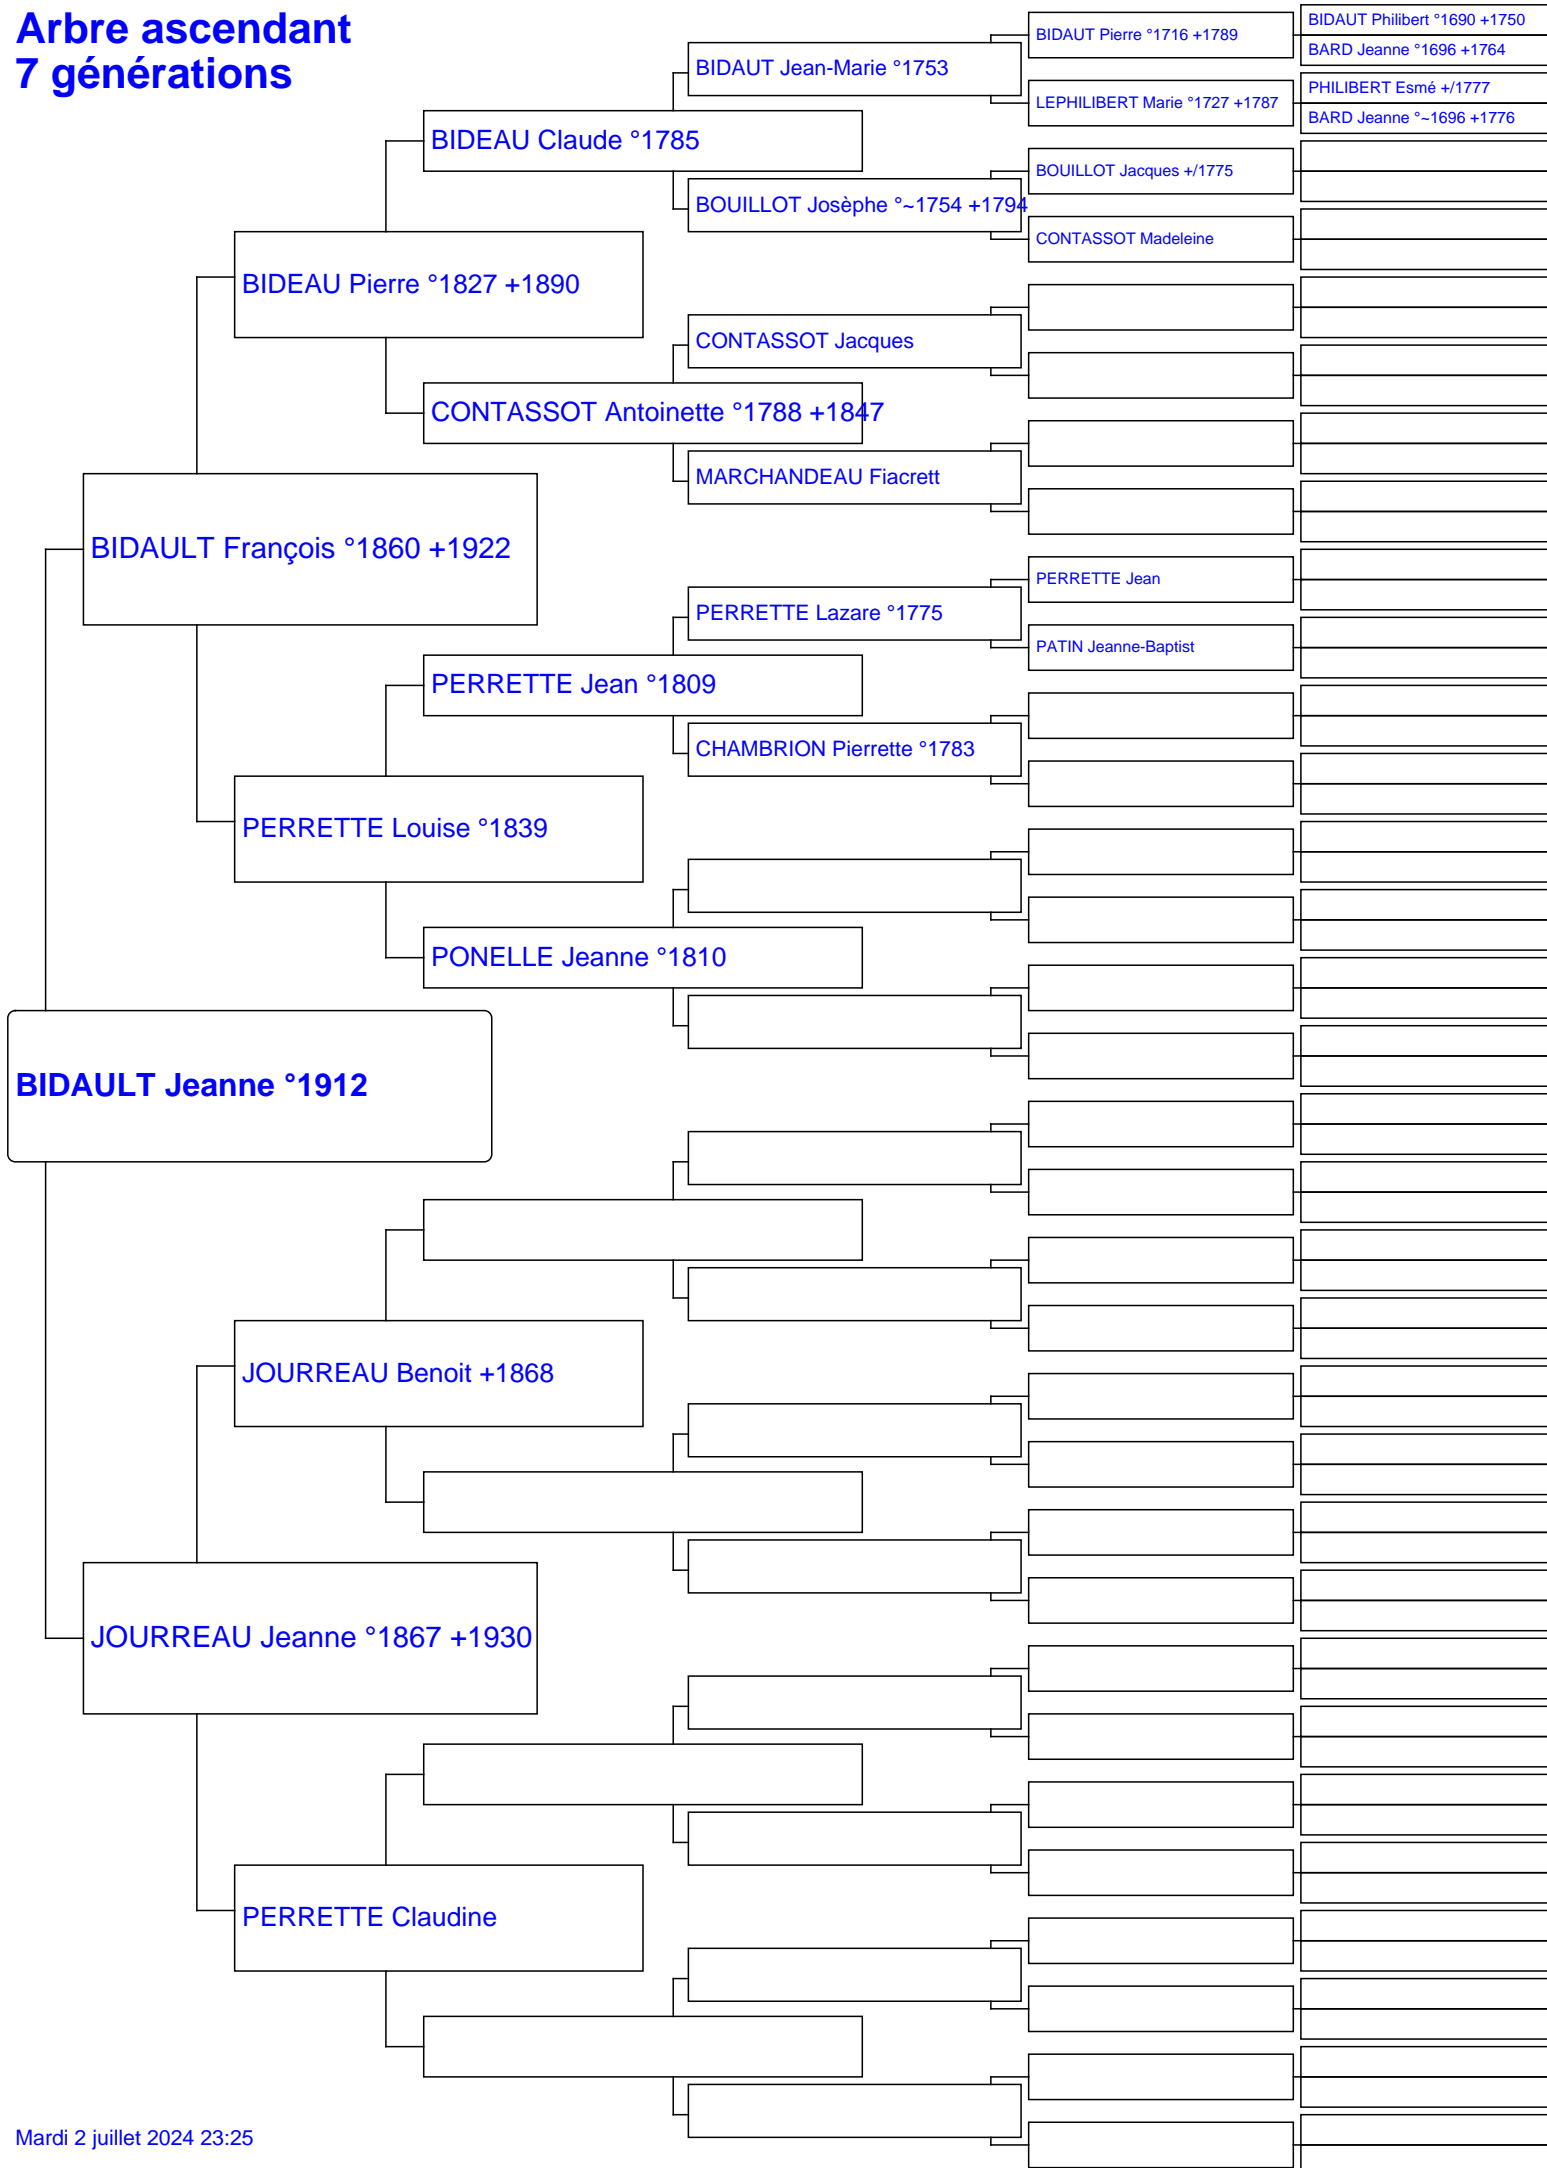 Arbre ascendant
7 générations
BIDAUT Philibert °1690 +1750
BIDAUT Pierre °1716 +1789
BARD Jeanne °1696 +1764
BIDAUT Jean-Marie °1753
PHILIBERT Esmé +/1777
LEPHILIBERT Marie °1727 +1787
BARD Jeanne °~1696 +1776
BIDEAU Claude °1785
BOUILLOT Jacques +/1775
BOUILLOT Josèphe °~1754 +1794
CONTASSOT Madeleine
BIDEAU Pierre °1827 +1890
CONTASSOT Jacques
CONTASSOT Antoinette °1788 +1847
MARCHANDEAU Fiacrett
BIDAULT François °1860 +1922
PERRETTE Jean
PERRETTE Lazare °1775
PATIN Jeanne-Baptist
PERRETTE Jean °1809
CHAMBRION Pierrette °1783
PERRETTE Louise °1839
PONELLE Jeanne °1810
BIDAULT Jeanne °1912
JOURREAU Benoit +1868
JOURREAU Jeanne °1867 +1930
PERRETTE Claudine
Mardi 2 juillet 2024 23:25